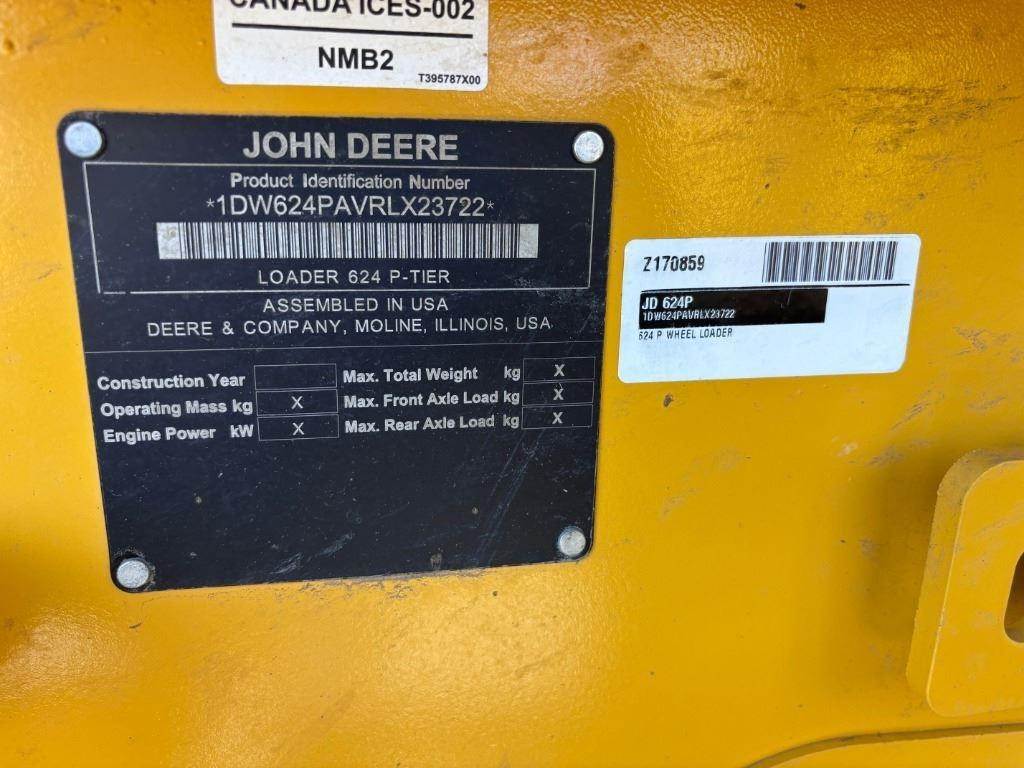 CANADA ICES-002
NMB2
T395787X00
JOHN DEERE
Product Identification Number
*1DW624PAVRLX23722*
LOADER 624 P-TIER
ASSEMBLED IN USA
DEERE & COMPANY, MOLINE, ILLINOIS, USA
Construction Year Max. Total Weight kg X
Operating Mass kg X Max. Front Axle Load kg X
Engine Power kW X Max. Rear Axle Load kg X
Z170859
JD 624P
1DW624PAVRLX23722
624 P WHEEL LOADER